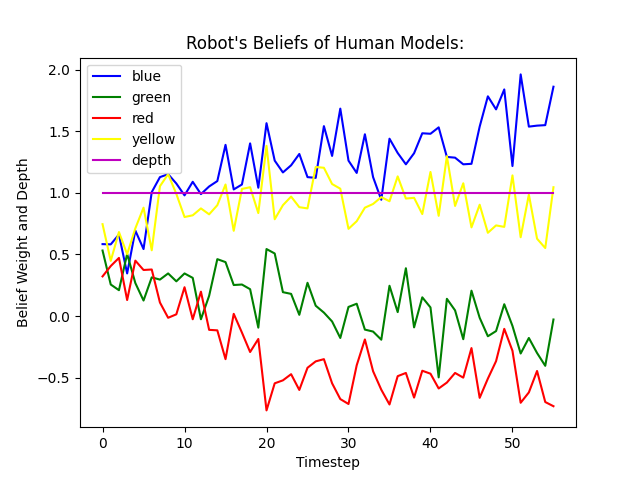 Robot's Beliefs of Human Models:
2.0
1.5
1.0
0.5
0.0
−0.5
Belief Weight and Depth
blue
green
red
yellow
depth
0 10 20 30 40 50
Timestep